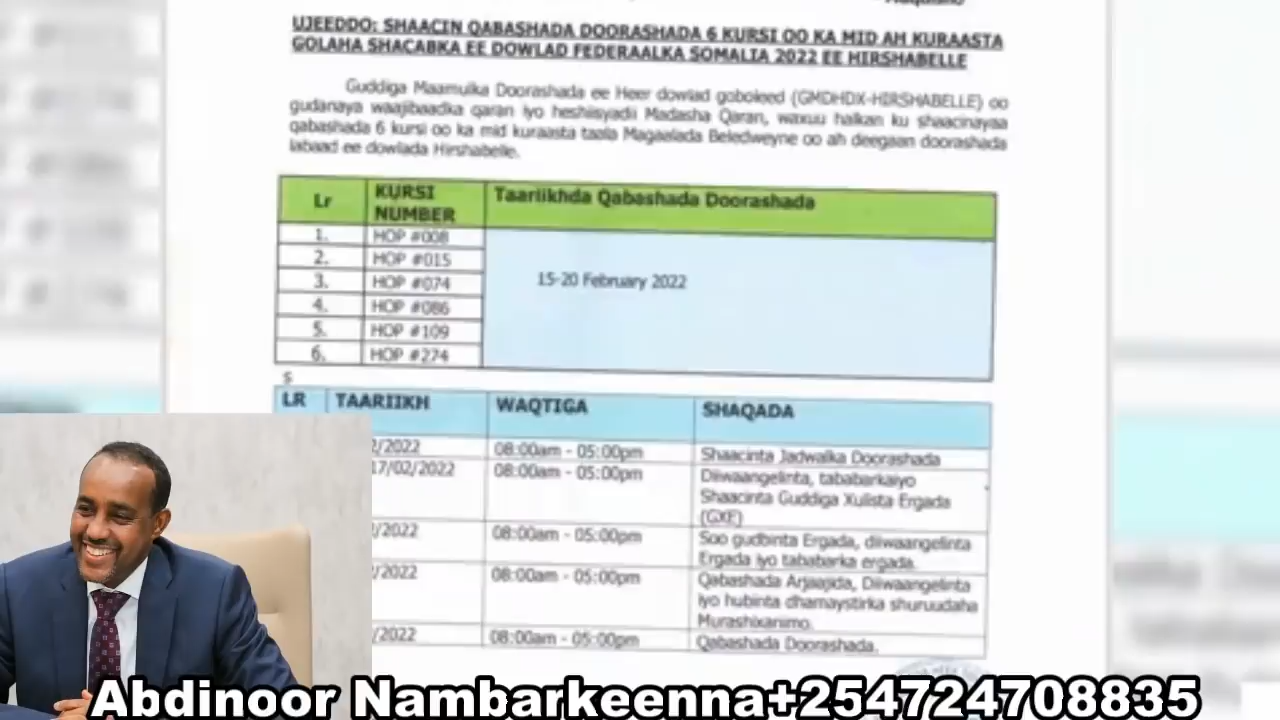 UJEEDDO: SHAACIN QABASHADA DOORASHADA 6 KURSI OO KA MID AH KURAASTA
GOLAHA SHACABKA EE DOWLAD FEDERAALKA SOMALIA 2022 EE HIRSHABELLE
Guddiga Maamulka Doorashada ee Heer dowlad goboleed (GMDHDX-HIRSHABELLE) oo
gudanaya waajibaadka qaran iyo heshiisyadii Madasha Qaran, waxuu halkan ku shaacinayaa
qabashada 6 kursi oo ka mid kuraasta taala Magaalada Beledweyne oo ah deegaan doorashada
labaad ee dowlada Hirshabelle.
Lr KURSI NUMBER Taariikhda Qabashada Doorashada
1. HOP #008
2. HOP #015
3. HOP #074
15-20 February 2022
4. HOP #086
5. HOP #109
6. HOP #274
s
LR TAARIIKH WAQTIGA SHAQADA
/2022 08:00am - 05:00pm Shaacinta Jadwalka Doorashada
17/02/2022 08:00am - 05:00pm Diiwaangelinta, tababarkaiyo
Shaacinta Guddiga Xulista Ergada
(GXE)
/2022 08:00am - 05:00pm Soo gudbinta Ergada, diiwaangelinta
Ergada iyo tababarka ergada.
/2022 08:00am - 05:00pm Qabashada Arjaajida, Diiwaangelinta
iyo hubinta dhamaystirka shuruudaha
Murashixanimo.
/2022 08:00am - 05:00pm Qabashada Doorashada.
Abdinoor Nambarkeenna+254724708835